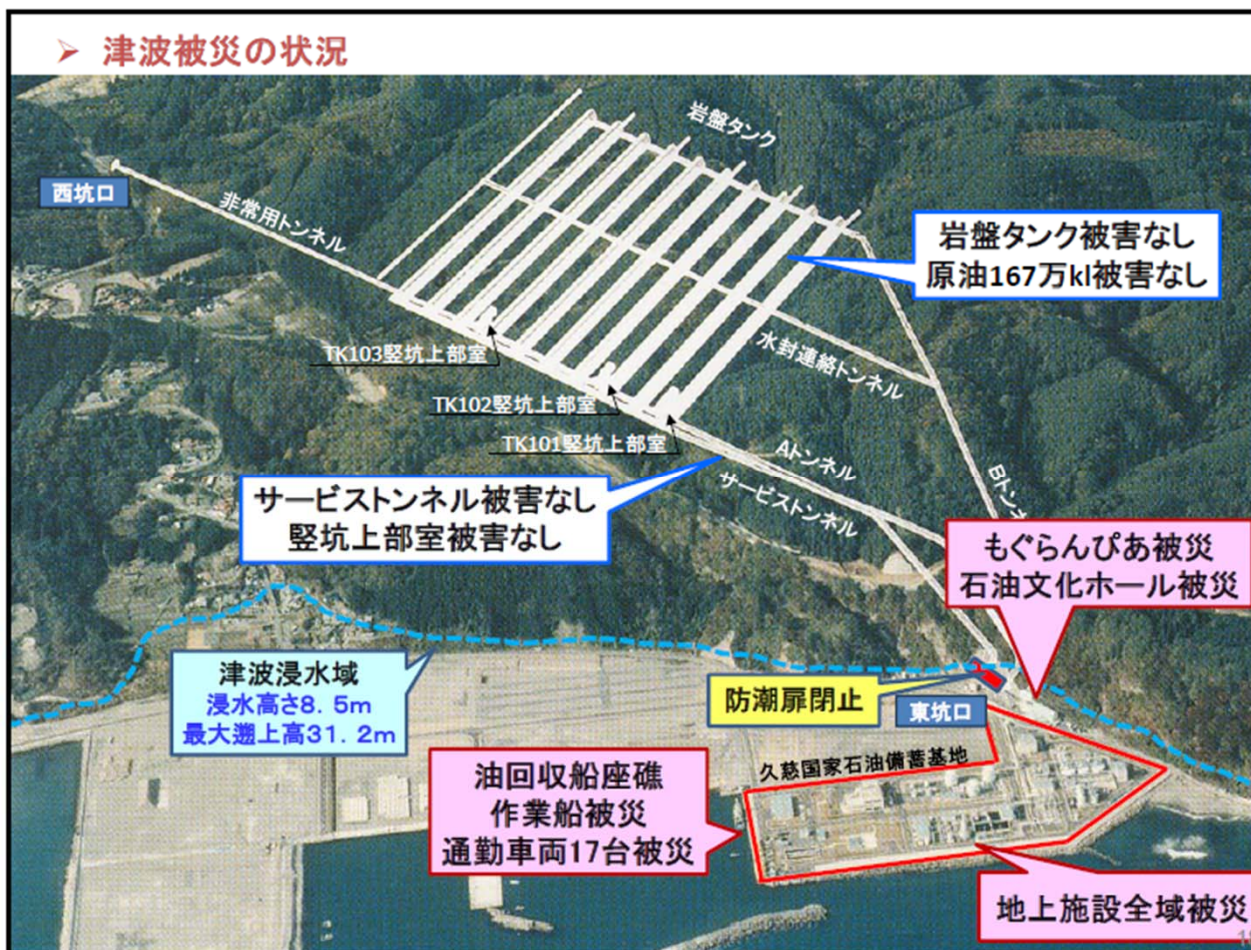 ➤ 津波被災の状況
岩盤タンク
西坑口
非常用トンネル
岩盤タンク被害なし
原油167万kl被害なし
TK103竪坑上部室
水封連絡トンネル
TK102竪坑上部室
TK101竪坑上部室
Aトンネル
サービストンネル
サービストンネル被害なし
竪坑上部室被害なし
Bトンネ
もぐらんぴあ被災
石油文化ホール被災
津波浸水域
浸水高さ8.5m
最大遡上高31.2m
防潮扉閉止
東坑口
久慈国家石油備蓄基地
油回収船座礁
作業船被災
通勤車両17台被災
地上施設全域被災